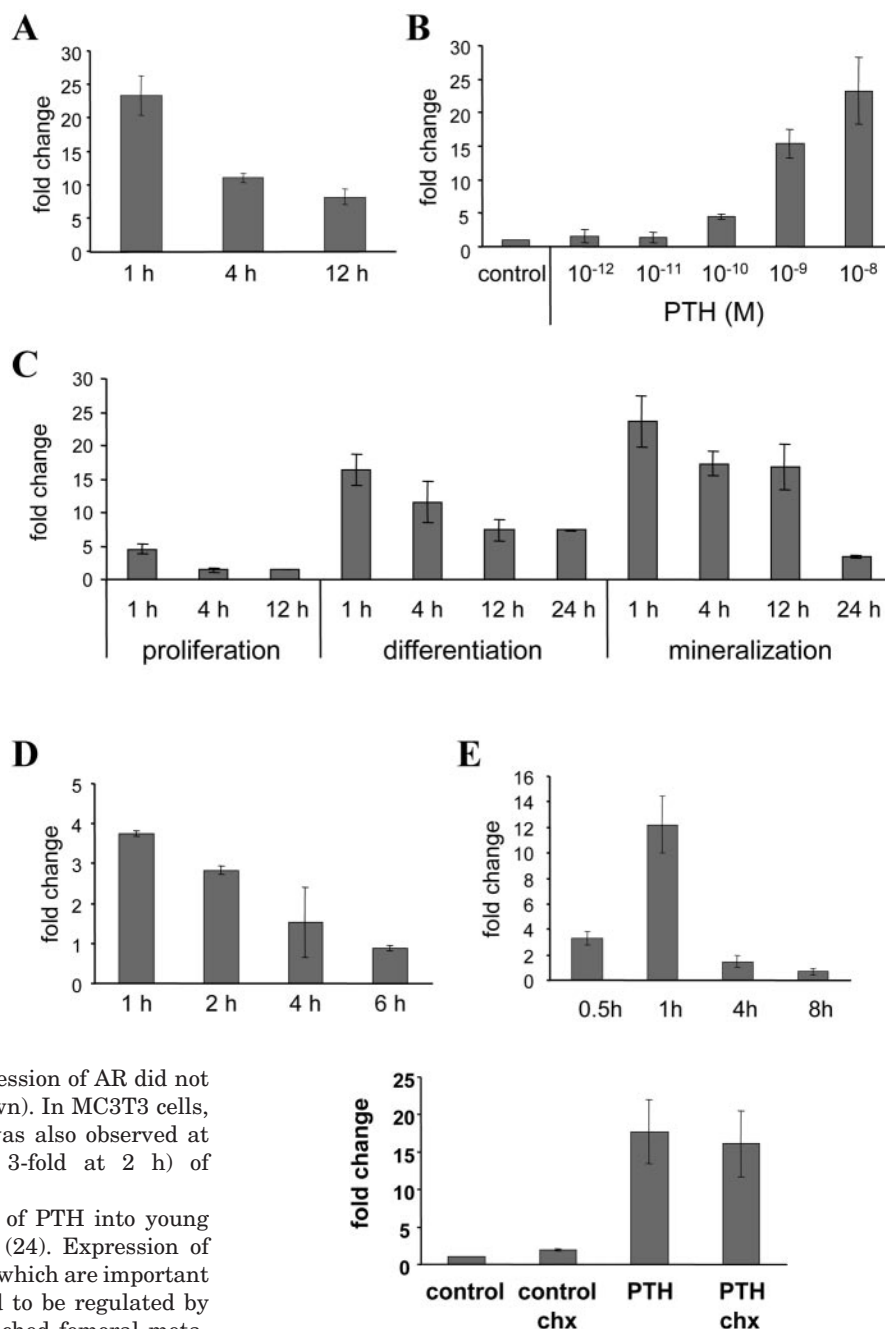 A
fold change
30
25
20
15
10
5
0
1 h 4 h 12 h
B
fold change
30
25
20
15
10
5
0
control 10⁻¹² 10⁻¹¹ 10⁻¹⁰ 10⁻⁹ 10⁻⁸
PTH (M)
C
fold change
30
25
20
15
10
5
0
1 h 4 h 12 h 1 h 4 h 12 h 24 h 1 h 4 h 12 h 24 h
proliferation differentiation mineralization
D
fold change
5
4
3
2
1
0
1 h 2 h 4 h 6 h
E
fold change
16
14
12
10
8
6
4
2
0
0.5h 1h 4h 8h
ession of AR did not
vn). In MC3T3 cells,
was also observed at
3-fold at 2 h) of
of PTH into young
(24). Expression of
which are important
d to be regulated by
fold change
25
20
15
10
5
0
control control PTH PTH
chx chx